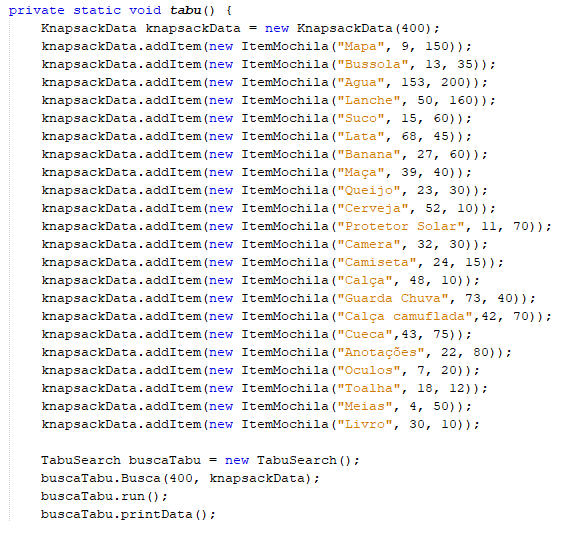 private static void tabu() {
    KnapsackData knapsackData = new KnapsackData(400);
    knapsackData.addItem(new ItemMochila("Mapa", 9, 150));
    knapsackData.addItem(new ItemMochila("Bussola", 13, 35));
    knapsackData.addItem(new ItemMochila("Agua", 153, 200));
    knapsackData.addItem(new ItemMochila("Lanche", 50, 160));
    knapsackData.addItem(new ItemMochila("Suco", 15, 60));
    knapsackData.addItem(new ItemMochila("Lata", 68, 45));
    knapsackData.addItem(new ItemMochila("Banana", 27, 60));
    knapsackData.addItem(new ItemMochila("Maça", 39, 40));
    knapsackData.addItem(new ItemMochila("Queijo", 23, 30));
    knapsackData.addItem(new ItemMochila("Cerveja", 52, 10));
    knapsackData.addItem(new ItemMochila("Protetor Solar", 11, 70));
    knapsackData.addItem(new ItemMochila("Camera", 32, 30));
    knapsackData.addItem(new ItemMochila("Camiseta", 24, 15));
    knapsackData.addItem(new ItemMochila("Calça", 48, 10));
    knapsackData.addItem(new ItemMochila("Guarda Chuva", 73, 40));
    knapsackData.addItem(new ItemMochila("Calça camuflada",42, 70));
    knapsackData.addItem(new ItemMochila("Cueca",43, 75));
    knapsackData.addItem(new ItemMochila("Anotações", 22, 80));
    knapsackData.addItem(new ItemMochila("Oculos", 7, 20));
    knapsackData.addItem(new ItemMochila("Toalha", 18, 12));
    knapsackData.addItem(new ItemMochila("Meias", 4, 50));
    knapsackData.addItem(new ItemMochila("Livro", 30, 10));

    TabuSearch buscaTabu = new TabuSearch();
    buscaTabu.Busca(400, knapsackData);
    buscaTabu.run();
    buscaTabu.printData();